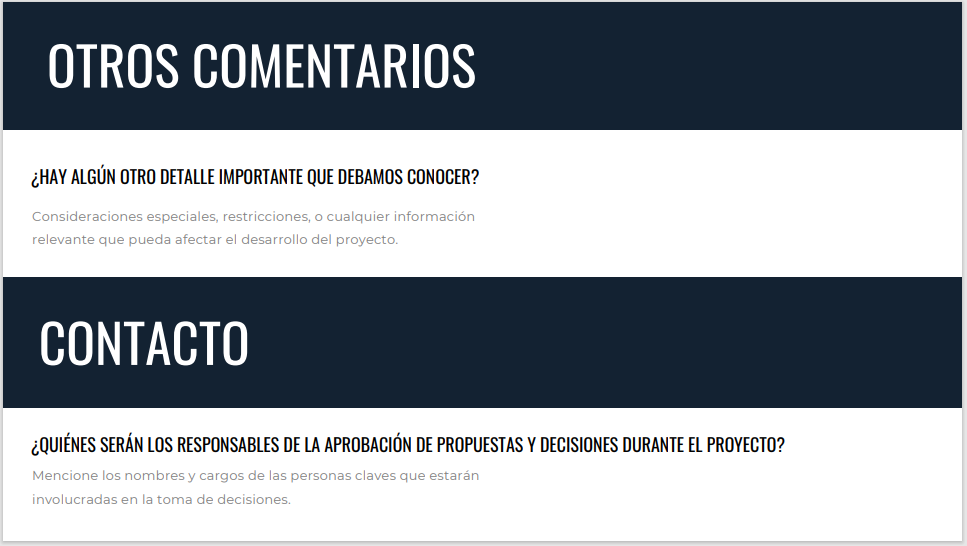 OTROS COMENTARIOS
¿HAY ALGÚN OTRO DETALLE IMPORTANTE QUE DEBAMOS CONOCER?
Consideraciones especiales, restricciones, o cualquier información
relevante que pueda afectar el desarrollo del proyecto.
CONTACTO
¿QUIÉNES SERÁN LOS RESPONSABLES DE LA APROBACIÓN DE PROPUESTAS Y DECISIONES DURANTE EL PROYECTO?
Mencione los nombres y cargos de las personas claves que estarán
involucradas en la toma de decisiones.